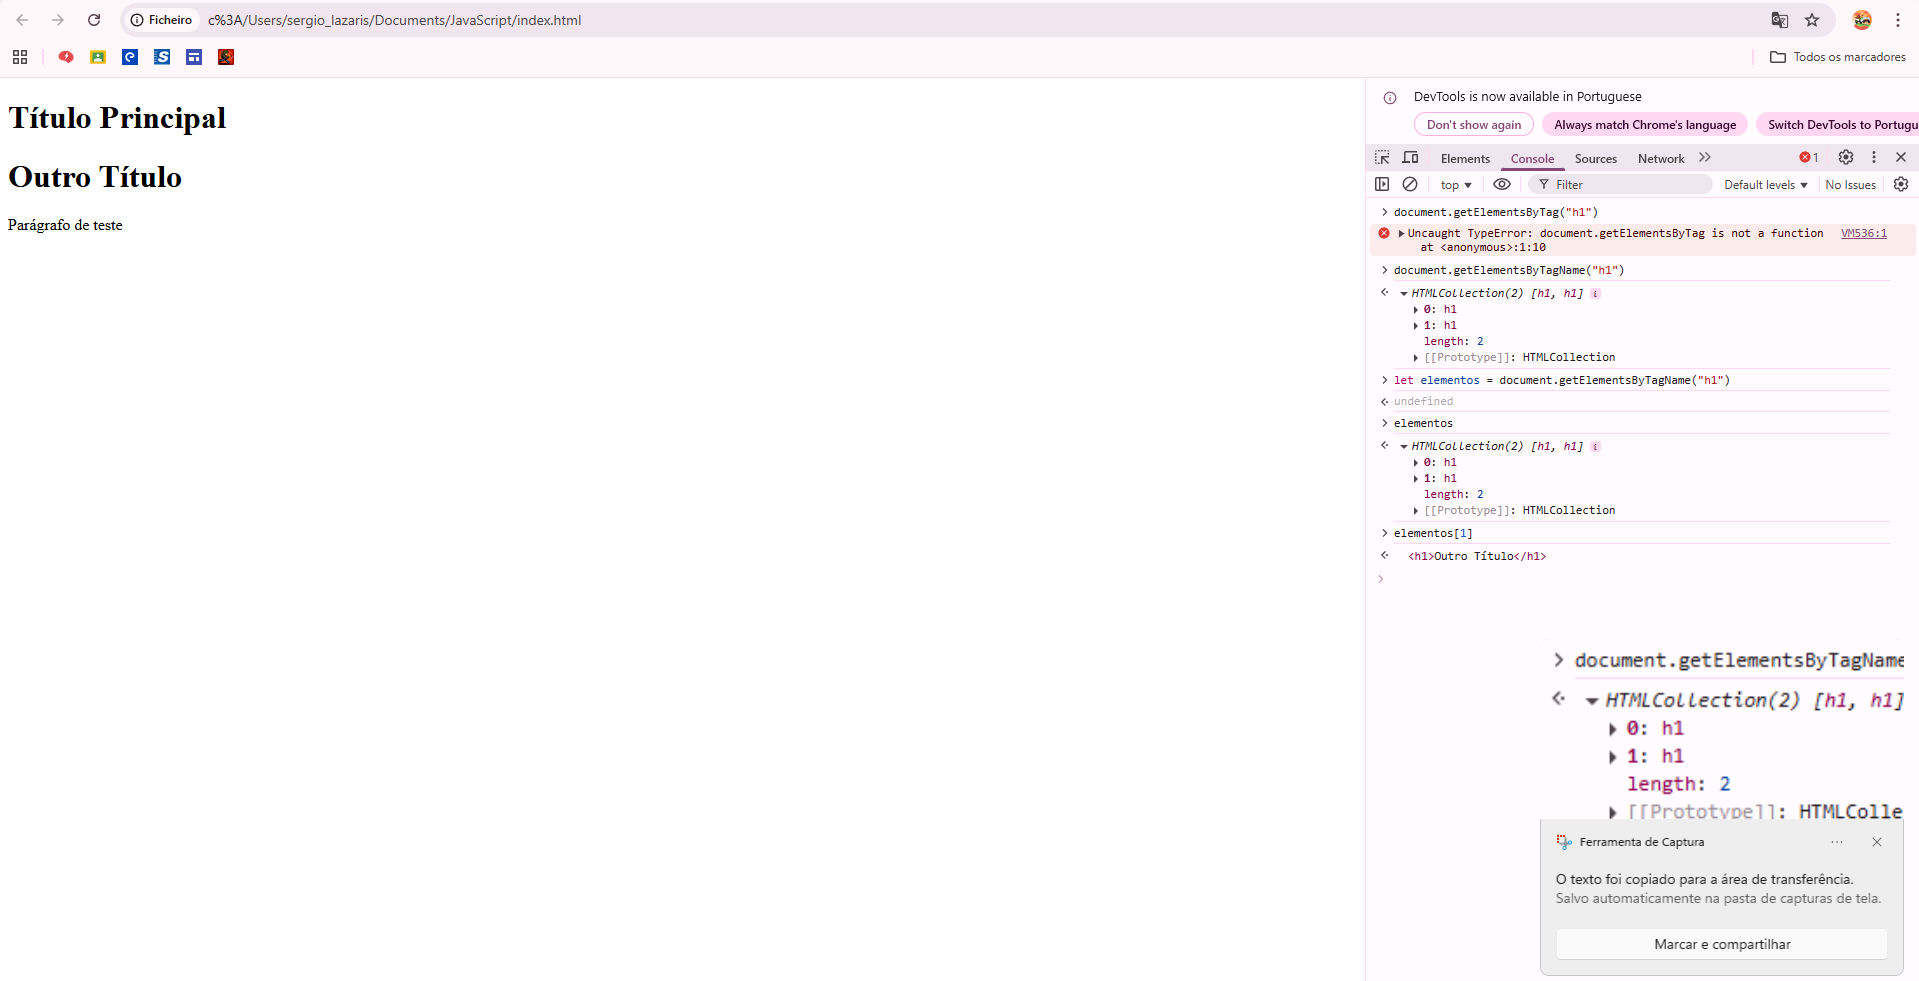 Ficheiro c%3A/Users/sergio_lazaris/Documents/JavaScript/index.html
Todos os marcadores
Título Principal
Outro Título
Parágrafo de teste
DevTools is now available in Portuguese
Don't show again Always match Chrome's language Switch DevTools to Portugu
Elements Console Sources Network 1
top Filter Default levels No Issues
document.getElementsByTag("h1")
Uncaught TypeError: document.getElementsByTag is not a function VM536:1
at <anonymous>:1:10
document.getElementsByTagName("h1")
HTMLCollection(2) [h1, h1] i
0: h1
1: h1
length: 2
[[Prototype]]: HTMLCollection
let elementos = document.getElementsByTagName("h1")
undefined
elementos
HTMLCollection(2) [h1, h1] i
0: h1
1: h1
length: 2
[[Prototype]]: HTMLCollection
elementos[1]
<h1>Outro Título</h1>
document.getElementsByTagName
HTMLCollection(2) [h1, h1]
0: h1
1: h1
length: 2
[[Prototype]]: HTMLColle
Ferramenta de Captura
O texto foi copiado para a área de transferência.
Salvo automaticamente na pasta de capturas de tela.
Marcar e compartilhar